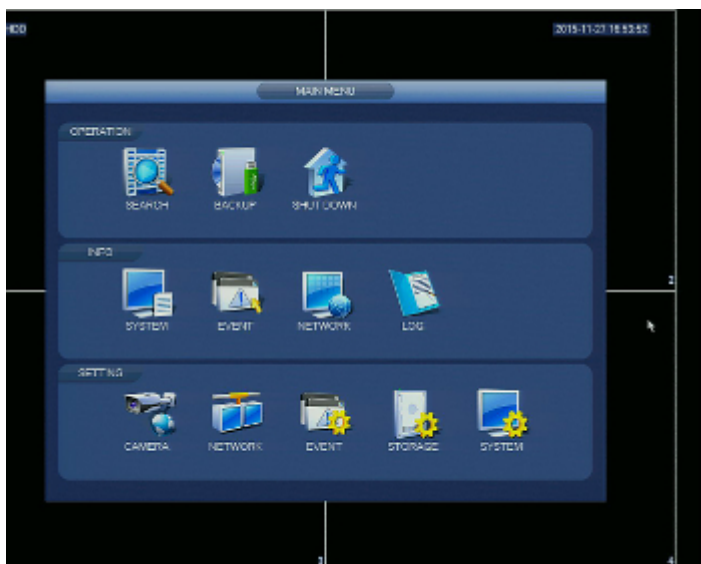 HDD
2015-11-27 16:53:52
MAIN MENU
OPERATION
SEARCH
BACKUP
SHUT DOWN
INFO
2
SYSTEM
EVENT
NETWORK
LOG
SETTING
CAMERA
NETWORK
EVENT
STORAGE
SYSTEM
3
4